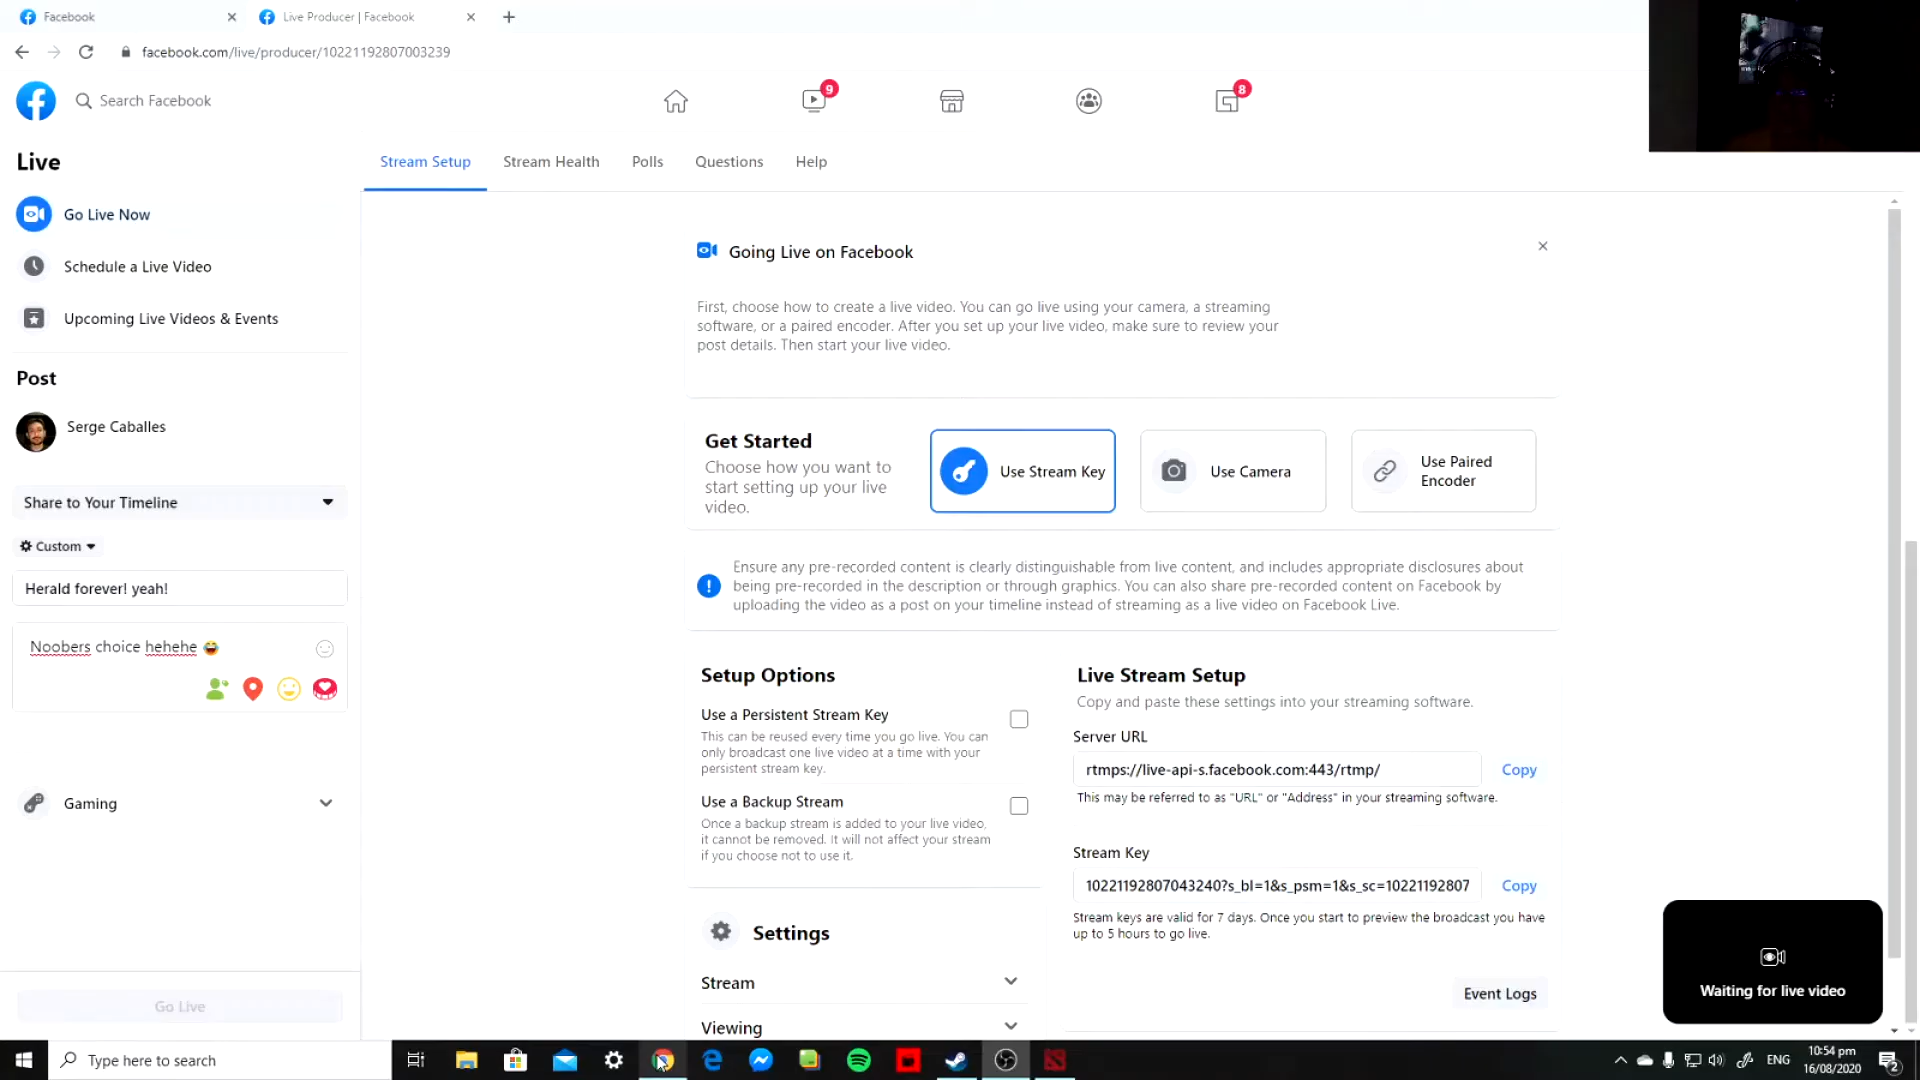 Facebook
Live Producer | Facebook
facebook.com/live/producer/10221192807003239
Search Facebook
9
8
Live
Go Live Now
Schedule a Live Video
Upcoming Live Videos & Events
Post
Serge Caballes
Share to Your Timeline
Custom
Herald forever! yeah!
Noobers choice hehehe 😂
Gaming
Go Live
Stream Setup
Stream Health
Polls
Questions
Help
Going Live on Facebook
First, choose how to create a live video. You can go live using your camera, a streaming
software, or a paired encoder. After you set up your live video, make sure to review your
post details. Then start your live video.
Get Started
Choose how you want to
start setting up your live
video.
Use Stream Key
Use Camera
Use Paired
Encoder
Ensure any pre-recorded content is clearly distinguishable from live content, and includes appropriate disclosures about
being pre-recorded in the description or through graphics. You can also share pre-recorded content on Facebook by
uploading the video as a post on your timeline instead of streaming as a live video on Facebook Live.
Setup Options
Use a Persistent Stream Key
This can be reused every time you go live. You can
only broadcast one live video at a time with your
persistent stream key.
Use a Backup Stream
Once a backup stream is added to your live video,
it cannot be removed. It will not affect your stream
if you choose not to use it.
Settings
Stream
Viewing
Live Stream Setup
Copy and paste these settings into your streaming software.
Server URL
rtmps://live-api-s.facebook.com:443/rtmp/
Copy
This may be referred to as "URL" or "Address" in your streaming software.
Stream Key
10221192807043240?s_bl=1&s_psm=1&s_sc=10221192807
Copy
Stream keys are valid for 7 days. Once you start to preview the broadcast you have
up to 5 hours to go live.
Event Logs
Waiting for live video
Type here to search
ENG
10:54 pm
16/08/2020
2